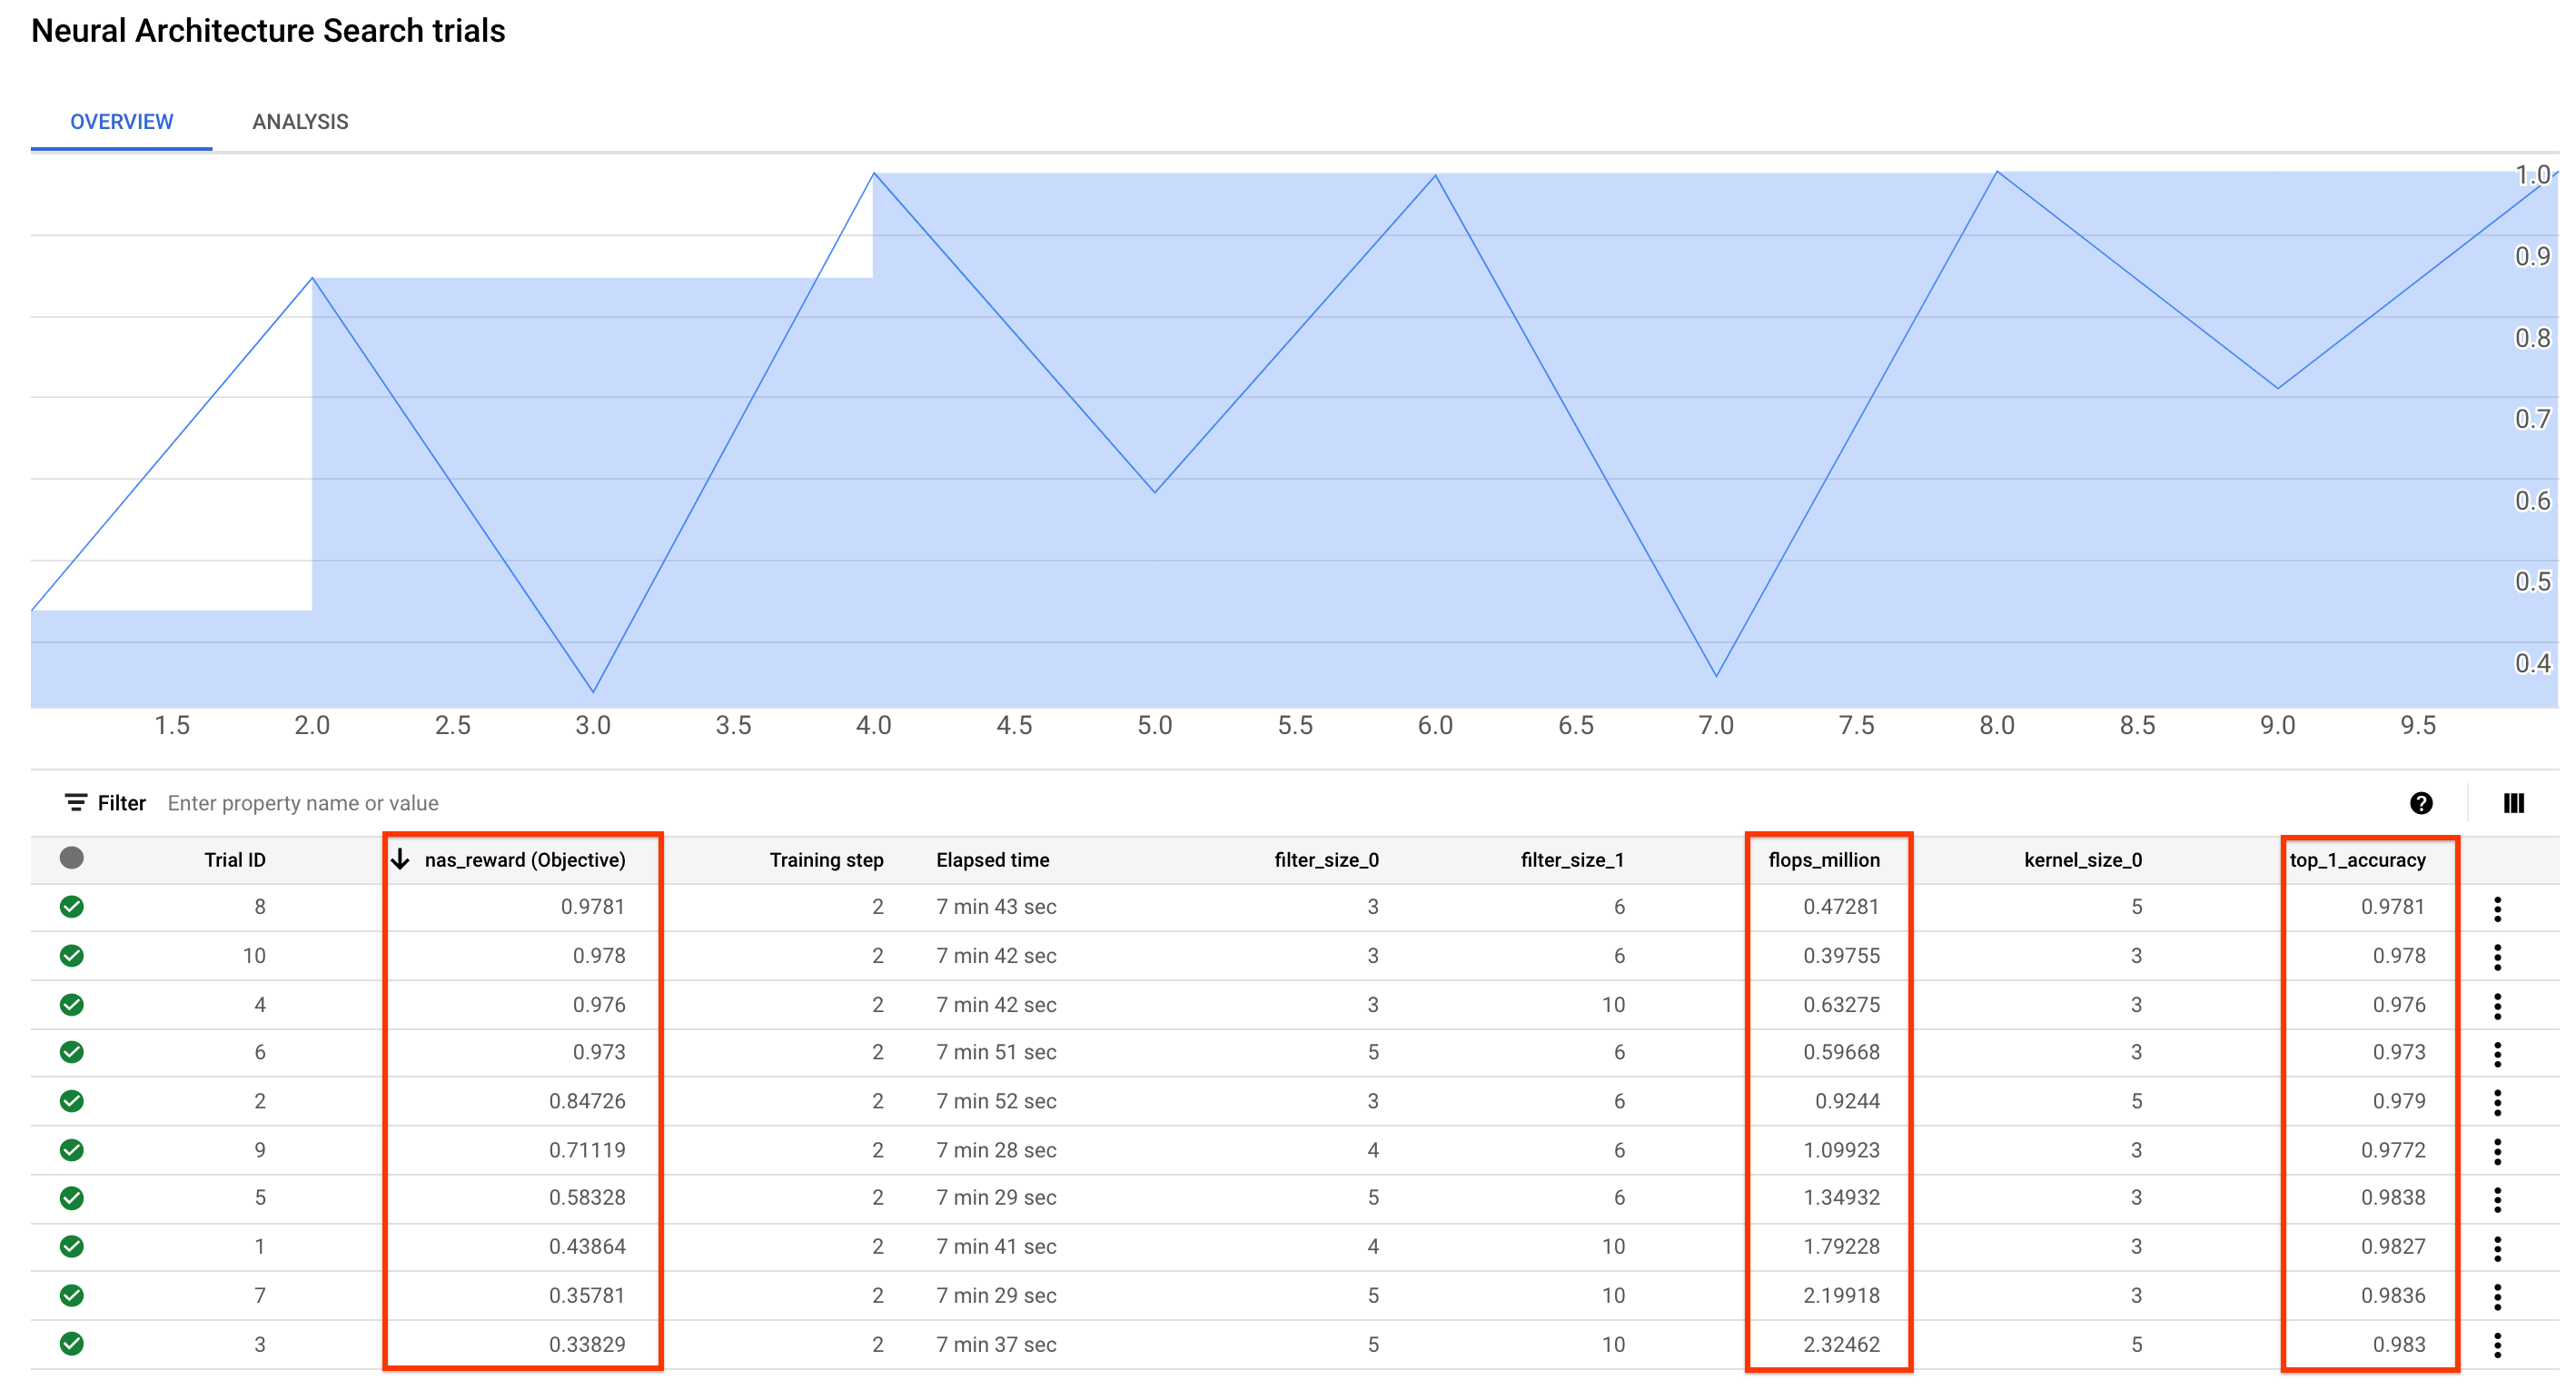 Neural Architecture Search trials
OVERVIEW ANALYSIS
1.0
0.9
0.8
0.7
0.6
0.5
0.4
1.5 2.0 2.5 3.0 3.5 4.0 4.5 5.0 5.5 6.0 6.5 7.0 7.5 8.0 8.5 9.0 9.5
Filter Enter property name or value ?
Trial ID nas_reward (Objective) Training step Elapsed time filter_size_0 filter_size_1 flops_million kernel_size_0 top_1_accuracy
8 0.9781 2 7 min 43 sec 3 6 0.47281 5 0.9781
10 0.978 2 7 min 42 sec 3 6 0.39755 3 0.978
4 0.976 2 7 min 42 sec 3 10 0.63275 3 0.976
6 0.973 2 7 min 51 sec 5 6 0.59668 3 0.973
2 0.84726 2 7 min 52 sec 3 6 0.9244 5 0.979
9 0.71119 2 7 min 28 sec 4 6 1.09923 3 0.9772
5 0.58328 2 7 min 29 sec 5 6 1.34932 3 0.9838
1 0.43864 2 7 min 41 sec 4 10 1.79228 3 0.9827
7 0.35781 2 7 min 29 sec 5 10 2.19918 3 0.9836
3 0.33829 2 7 min 37 sec 5 10 2.32462 5 0.983